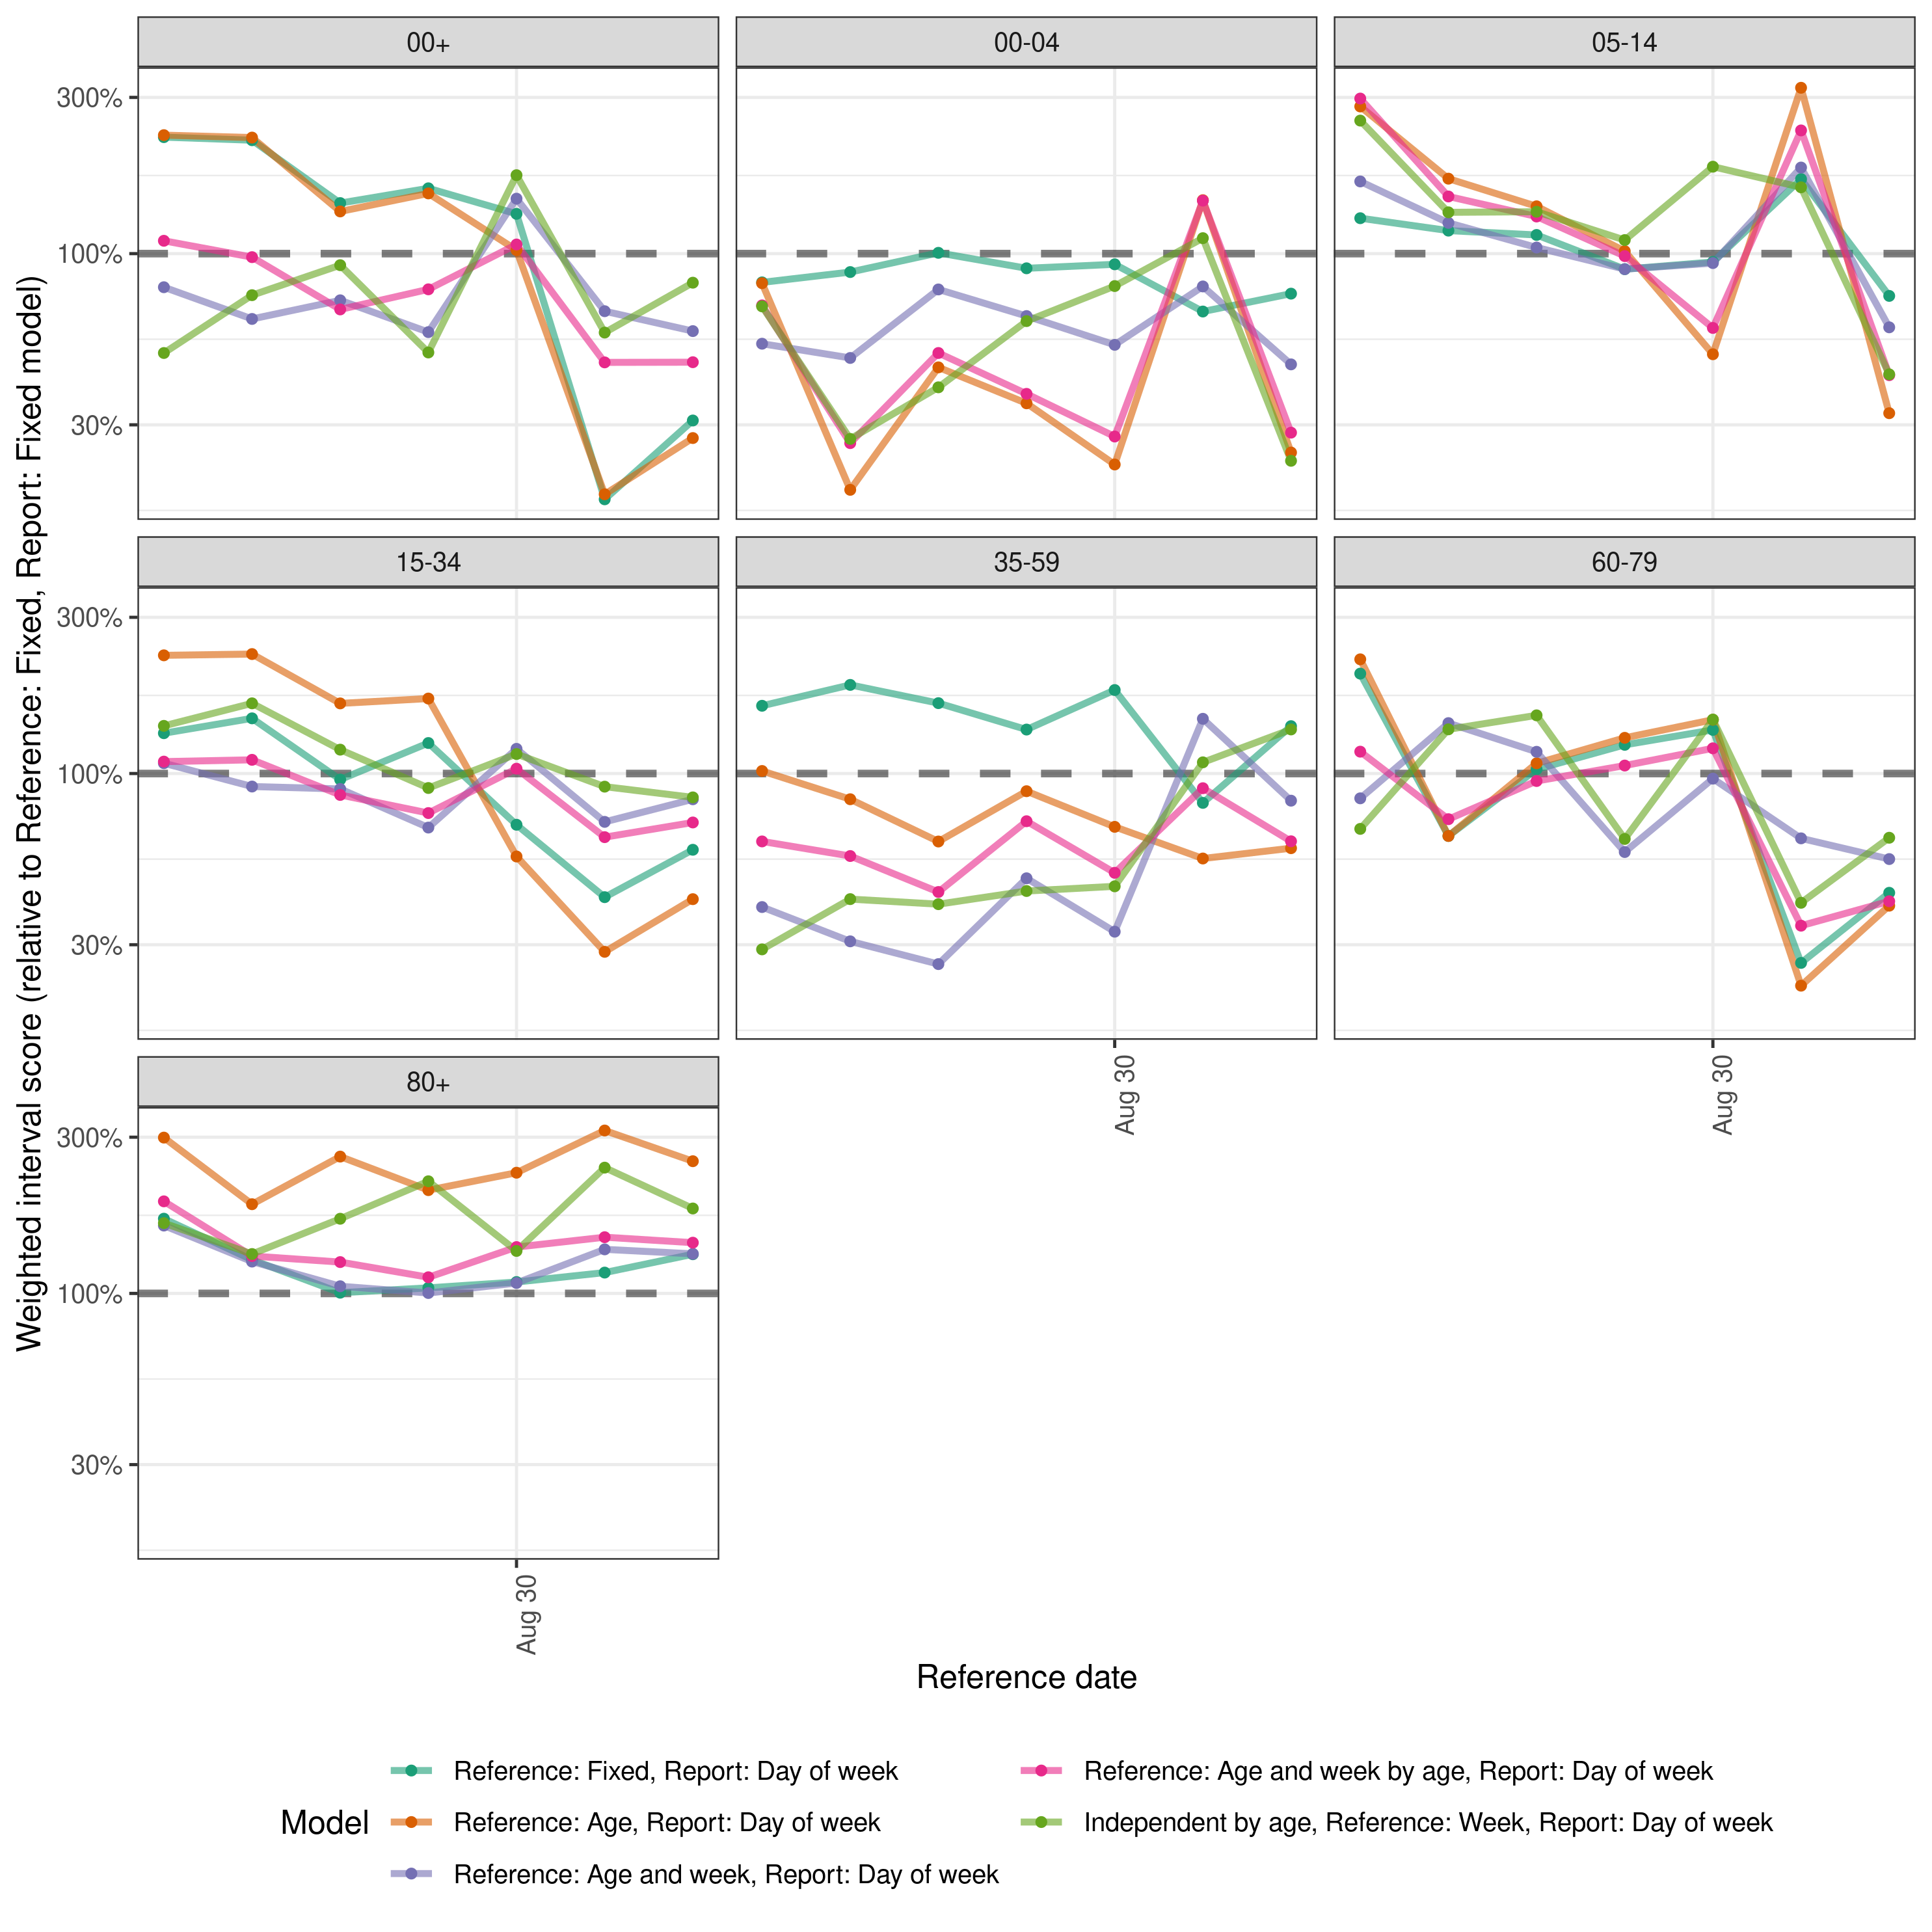 00+
00-04
05-14
300%
100%
30%
15-34
35-59
60-79
300%
100%
30%
Aug 30
Aug 30
80+
300%
100%
30%
Aug 30
Weighted interval score (relative to Reference: Fixed, Report: Fixed model)
Reference date
Model
Reference: Fixed, Report: Day of week
Reference: Age, Report: Day of week
Reference: Age and week, Report: Day of week
Reference: Age and week by age, Report: Day of week
Independent by age, Reference: Week, Report: Day of week